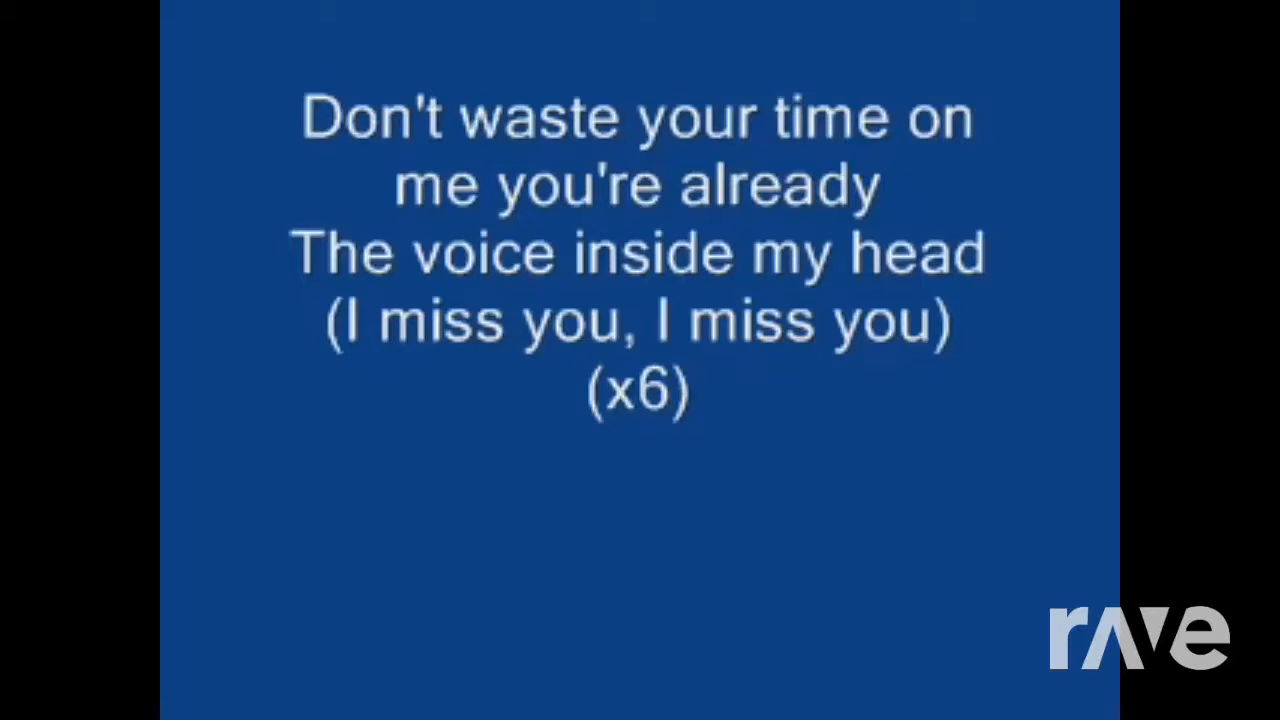 Don't waste your time on
me you're already
The voice inside my head
(I miss you, I miss you)
(x6)
rave